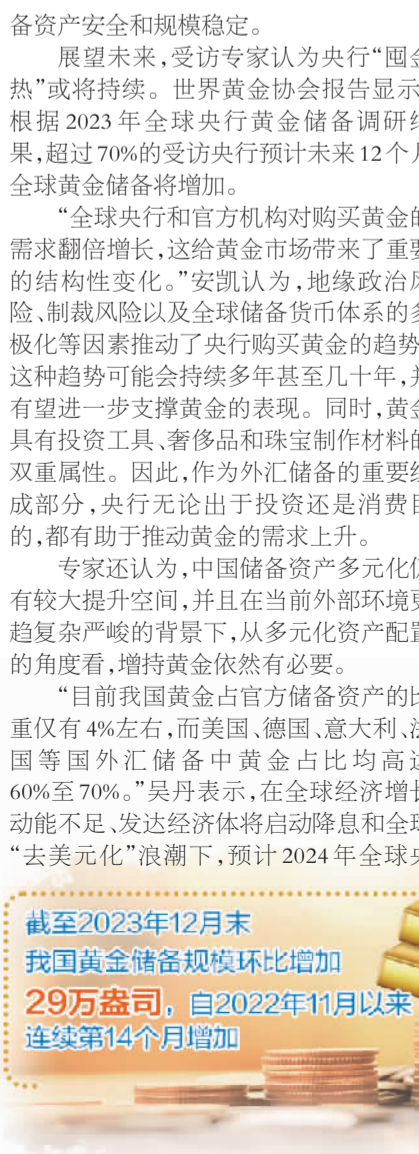 备资产安全和规模稳定。
展望未来，受访专家认为央行“囤金
热”或将持续。世界黄金协会报告显示
根据2023年全球央行黄金储备调研结
果，超过70%的受访央行预计未来12个月
全球黄金储备将增加。
“全球央行和官方机构对购买黄金的
需求翻倍增长，这给黄金市场带来了重要
的结构性变化。”安凯认为，地缘政治风
险、制裁风险以及全球储备货币体系的多
极化等因素推动了央行购买黄金的趋势
这种趋势可能会持续多年甚至几十年，并
有望进一步支撑黄金的表现。同时，黄金
具有投资工具、奢侈品和珠宝制作材料的
双重属性。因此，作为外汇储备的重要组
成部分，央行无论出于投资还是消费目
的，都有助于推动黄金的需求上升。
专家还认为，中国储备资产多元化仍
有较大提升空间，并且在当前外部环境更
趋复杂严峻的背景下，从多元化资产配置
的角度看，增持黄金依然有必要。
“目前我国黄金占官方储备资产的比
重仅有4%左右，而美国、德国、意大利、法
国等国外汇储备中黄金占比均高达
60%至70%。”吴丹表示，在全球经济增长
动能不足、发达经济体将启动降息和全球
“去美元化”浪潮下，预计2024年全球央
截至2023年12月末
我国黄金储备规模环比增加
29万盎司，自2022年11月以来
连续第14个月增加